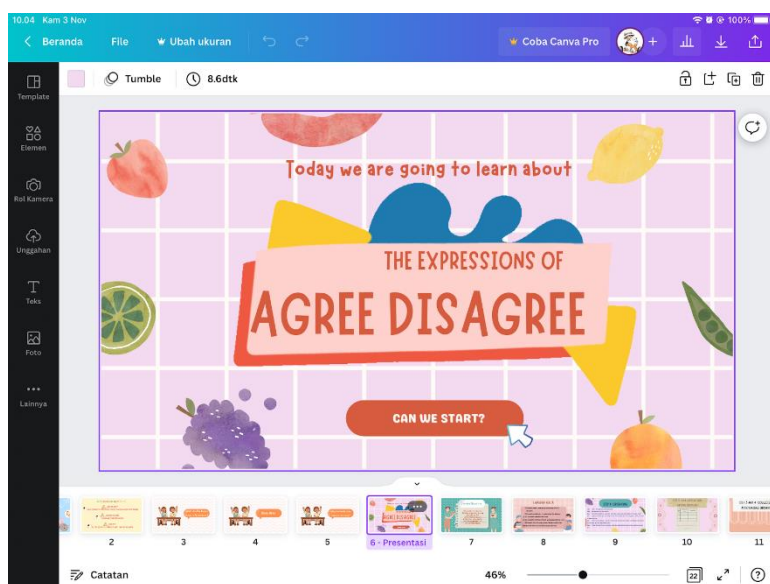 10.04 Kam 3 Nov
100%
Beranda File Ubah ukuran Coba Canva Pro +
Template
Tumble 8.6dtk
Elemen
Rol Kamera
Unggahan
Teks
Foto
Lainnya
Today we are going to learn about
THE EXPRESSIONS OF
AGREE DISAGREE
CAN WE START?
2 3 4 5 6 - Presentasi 7 8 9 10 11
Catatan 46% 22 ?